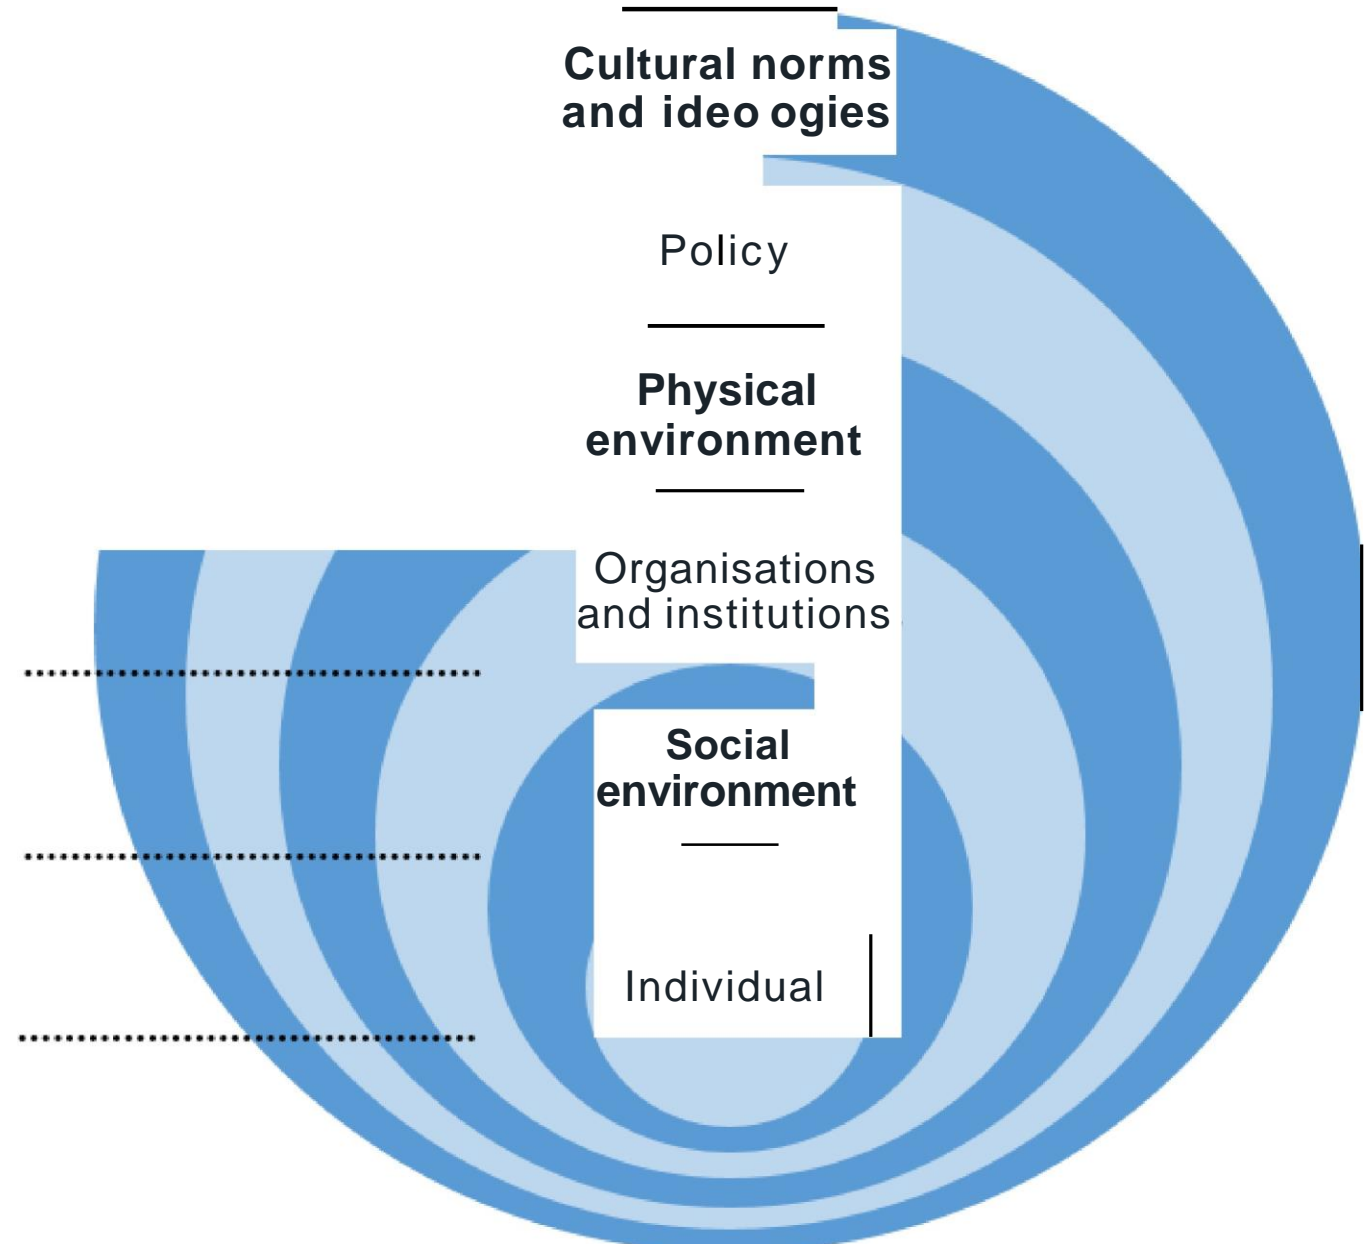 Cultural norms
and ideo ogies
Policy
Physical
environment
Organisations
and institutions
Social
environment
Individual